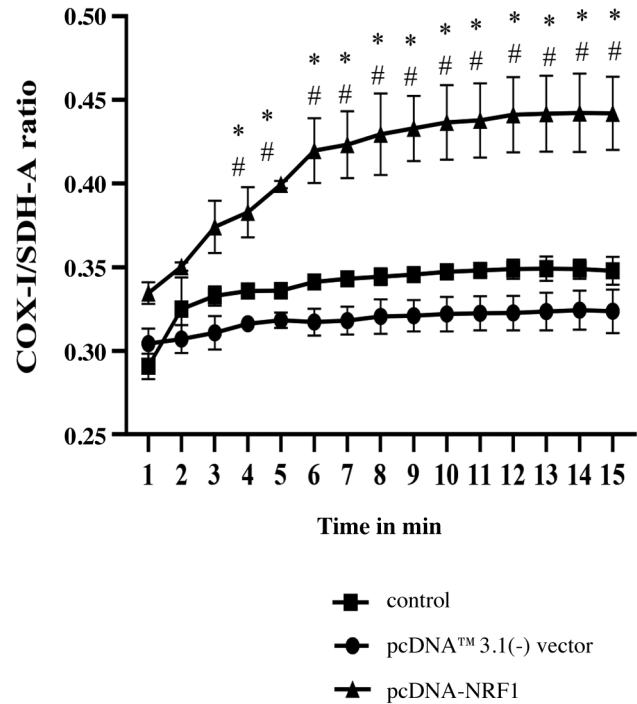 COX-I/SDH-A ratio
0.50
0.45
0.40
0.35
0.30
0.25
* * * * * * * * * * * *
# # # # # # # # # # # #
1 2 3 4 5 6 7 8 9 10 11 12 13 14 15
Time in min
control
pcDNA™ 3.1(-) vector
pcDNA-NRF1